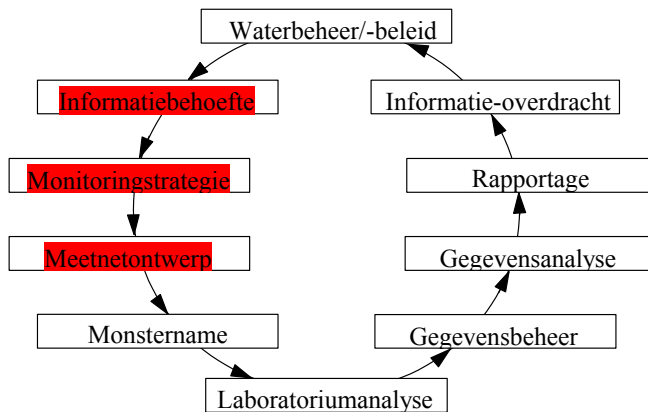 Waterbeheer/-beleid
Informatiebehoefte
Informatie-overdracht
Monitoringstrategie
Rapportage
Meetnetontwerp
Gegevensanalyse
Monstername
Gegevensbeheer
Laboratoriumanalyse